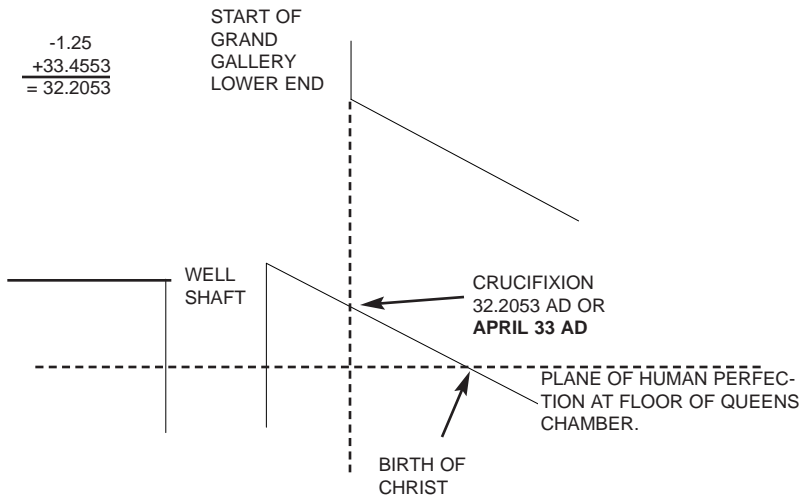 START OF
GRAND
GALLERY
LOWER END
-1.25
+33.4553
= 32.2053
WELL
SHAFT
CRUCIFIXION
32.2053 AD OR
APRIL 33 AD
PLANE OF HUMAN PERFEC-
TION AT FLOOR OF QUEENS
CHAMBER.
BIRTH OF
CHRIST